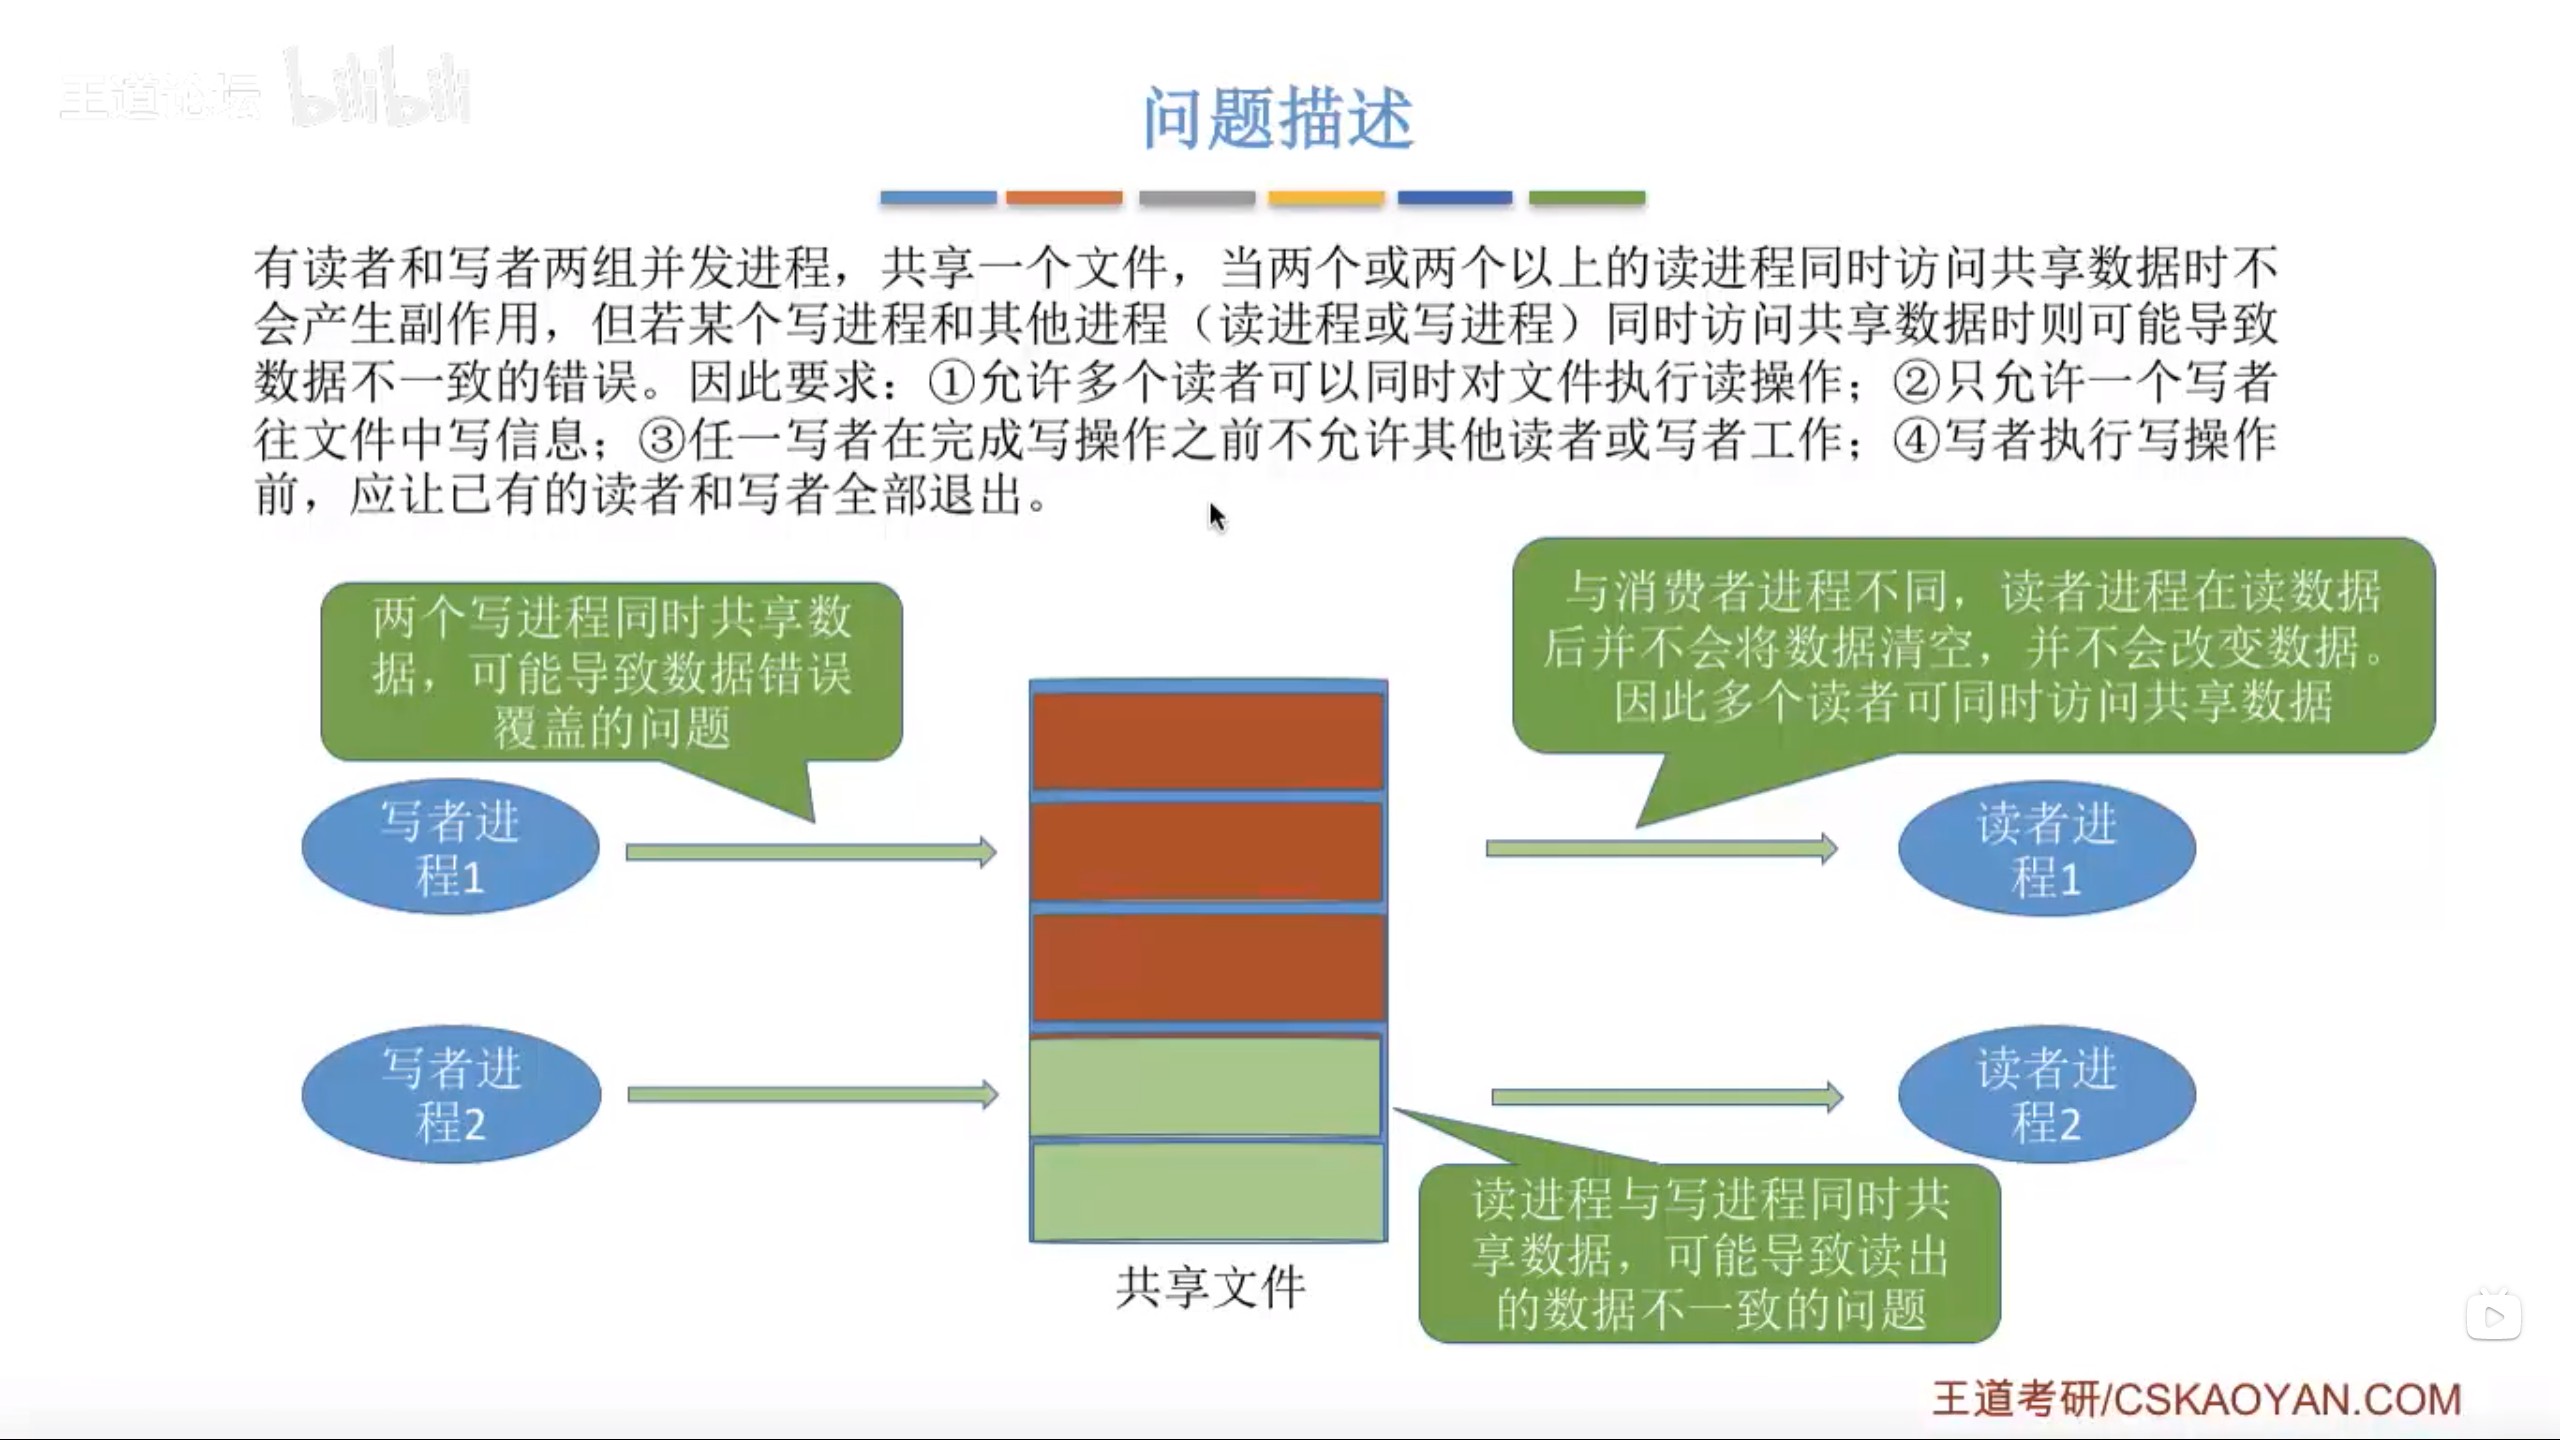 王道论坛 bilibili
问题描述
有读者和写者两组并发进程，共享一个文件，当两个或两个以上的读进程同时访问共享数据时不
会产生副作用，但若某个写进程和其他进程（读进程或写进程）同时访问共享数据时则可能导致
数据不一致的错误。因此要求：①允许多个读者可以同时对文件执行读操作；②只允许一个写者
往文件中写信息；③任一写者在完成写操作之前不允许其他读者或写者工作；④写者执行写操作
前，应让已有的读者和写者全部退出。
两个写进程同时共享数
据，可能导致数据错误
覆盖的问题
与消费者进程不同，读者进程在读数据
后并不会将数据清空，并不会改变数据。
因此多个读者可同时访问共享数据
写者进
程1
读者进
程1
写者进
程2
读者进
程2
读进程与写进程同时共
享数据，可能导致读出
的数据不一致的问题
共享文件
王道考研/CSKAOYAN.COM